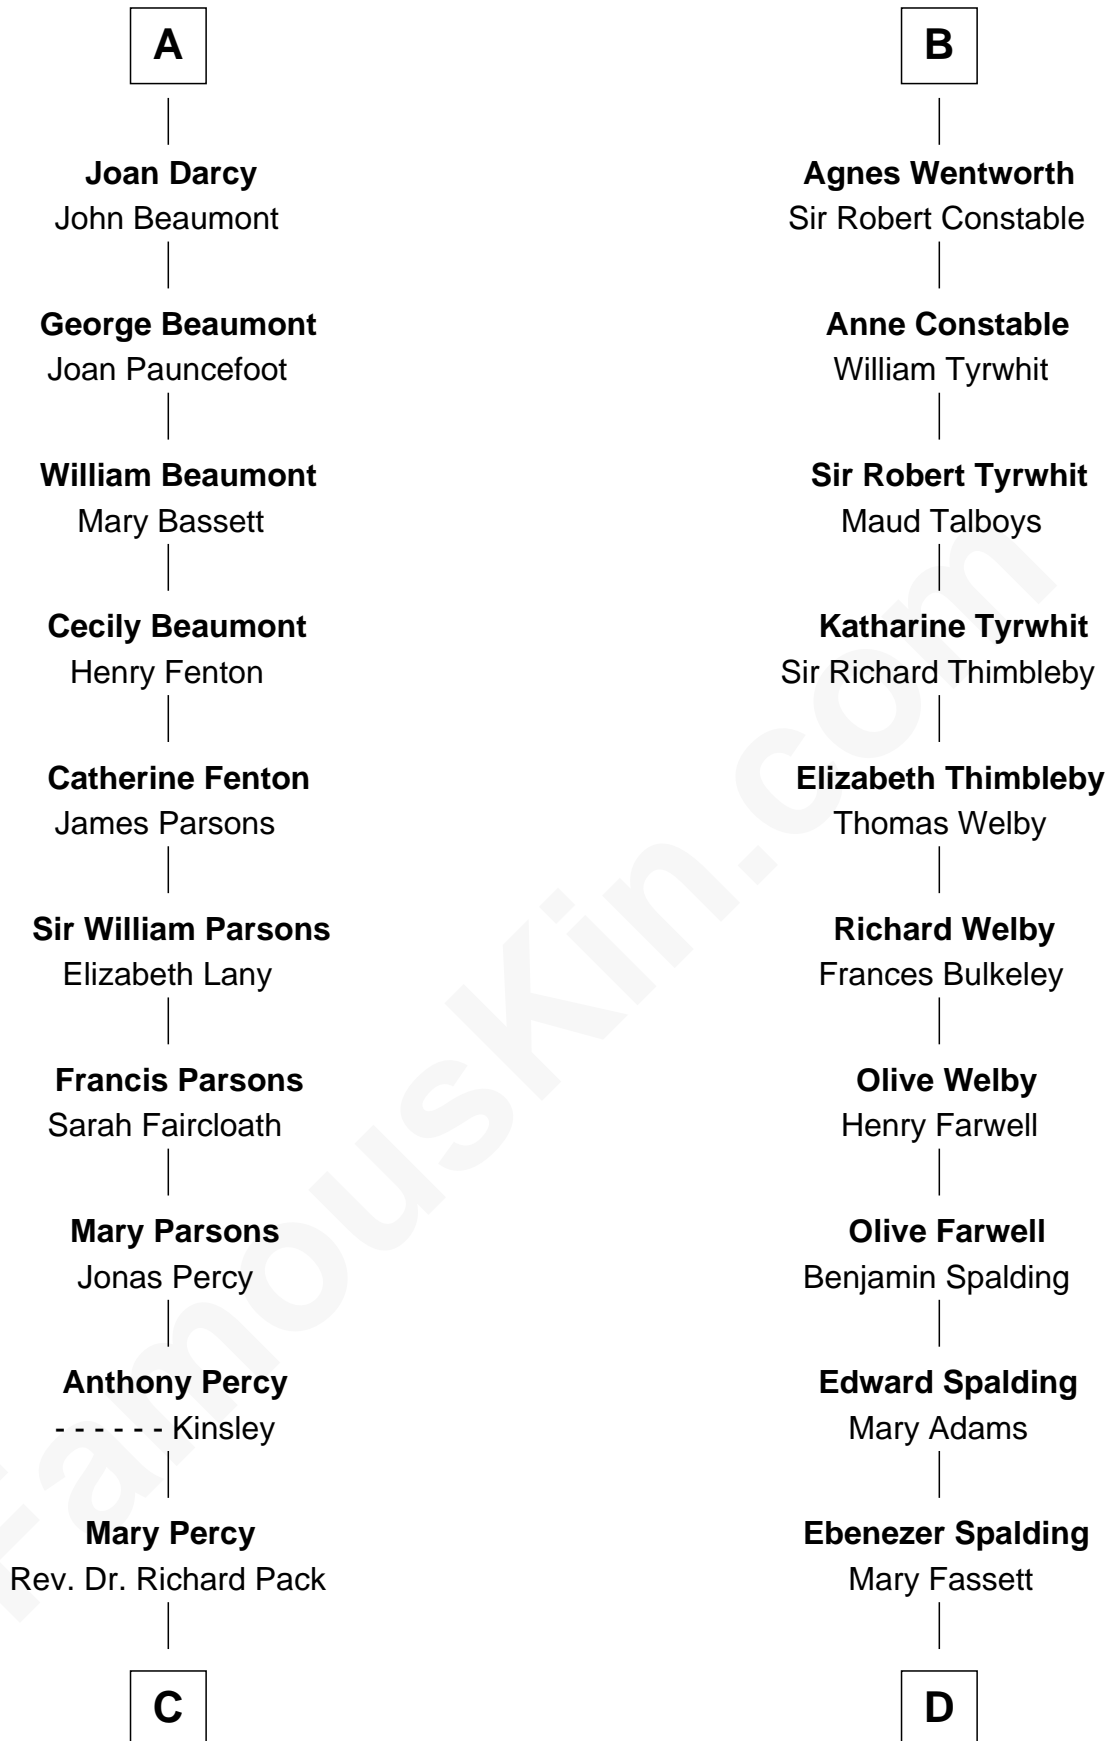 A
Joan Darcy
John Beaumont
George Beaumont
Joan Pauncefoot
William Beaumont
Mary Bassett
Cecily Beaumont
Henry Fenton
Catherine Fenton
James Parsons
Sir William Parsons
Elizabeth Lany
Francis Parsons
Sarah Faircloath
Mary Parsons
Jonas Percy
Anthony Percy
- - - - - - Kinsley
Mary Percy
Rev. Dr. Richard Pack
C
B
Agnes Wentworth
Sir Robert Constable
Anne Constable
William Tyrwhit
Sir Robert Tyrwhit
Maud Talboys
Katharine Tyrwhit
Sir Richard Thimbleby
Elizabeth Thimbleby
Thomas Welby
Richard Welby
Frances Bulkeley
Olive Welby
Henry Farwell
Olive Farwell
Benjamin Spalding
Edward Spalding
Mary Adams
Ebenezer Spalding
Mary Fassett
D
FamousKin.com